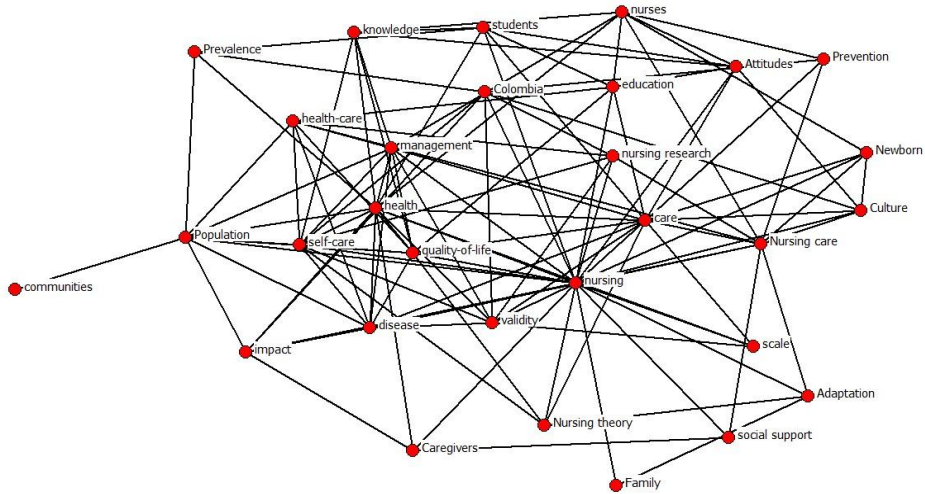 nurses
students
knowledge
Prevalence
Attitudes
Prevention
Colombia
education
health-care
management
nursing research
Newborn
health
Culture
care
Population
self-care
quality-of-life
Nursing care
nursing
communities
disease
validity
impact
scale
Adaptation
Nursing theory
social support
Caregivers
Family